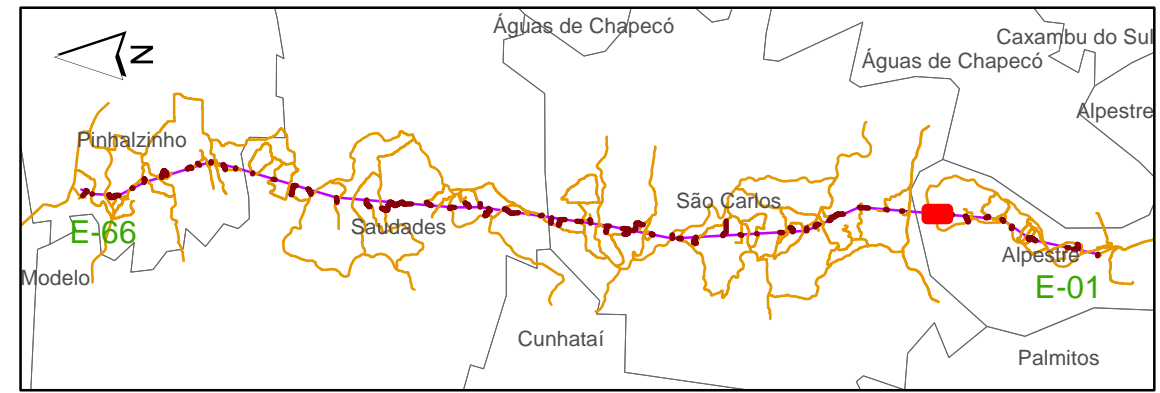 Águas de Chapecó
Caxambu do Sul
Z
Águas de Chapecó
Alpestre
Pinhalzinho
São Carlos
Saudades
E-66
Alpestre
Modelo
E-01
Cunhataí
Palmitos